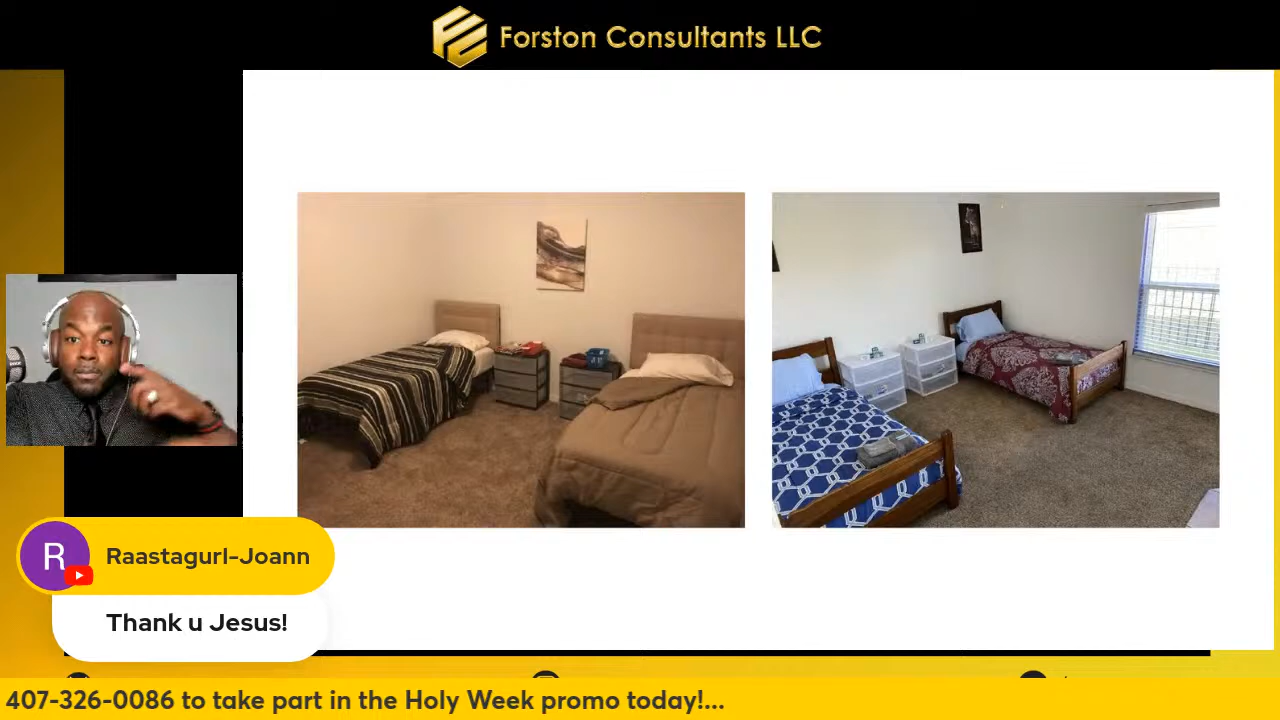 Forston Consultants LLC
R
Raastagurl-Joann
Thank u Jesus!
407-326-0086 to take part in the Holy Week promo today!...